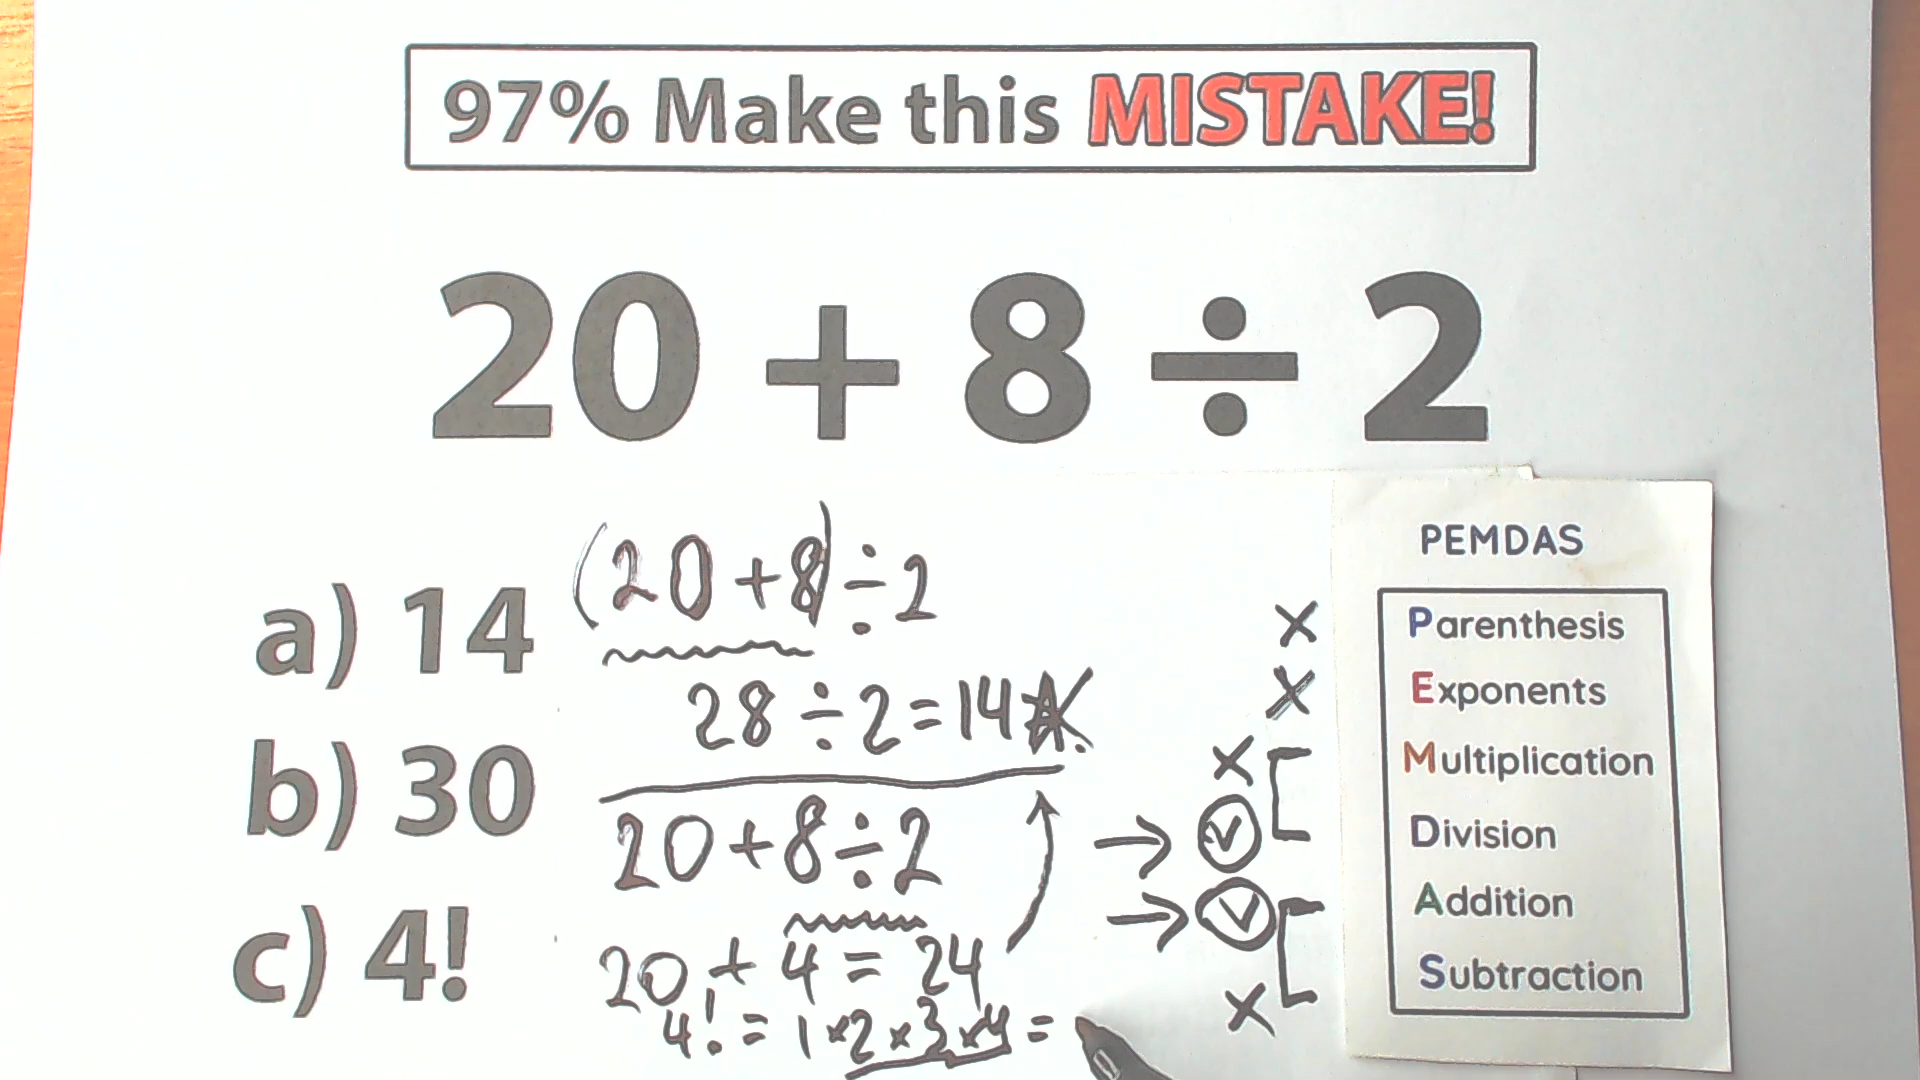 97% Make this MISTAKE!
20 + 8 ÷ 2
a) 14
(20+8)÷2
28÷2=14
b) 30
20+8÷2
c) 4!
20+4=24
4!=1×2×3×4=
PEMDAS
Parenthesis
Exponents
Multiplication
Division
Addition
Subtraction